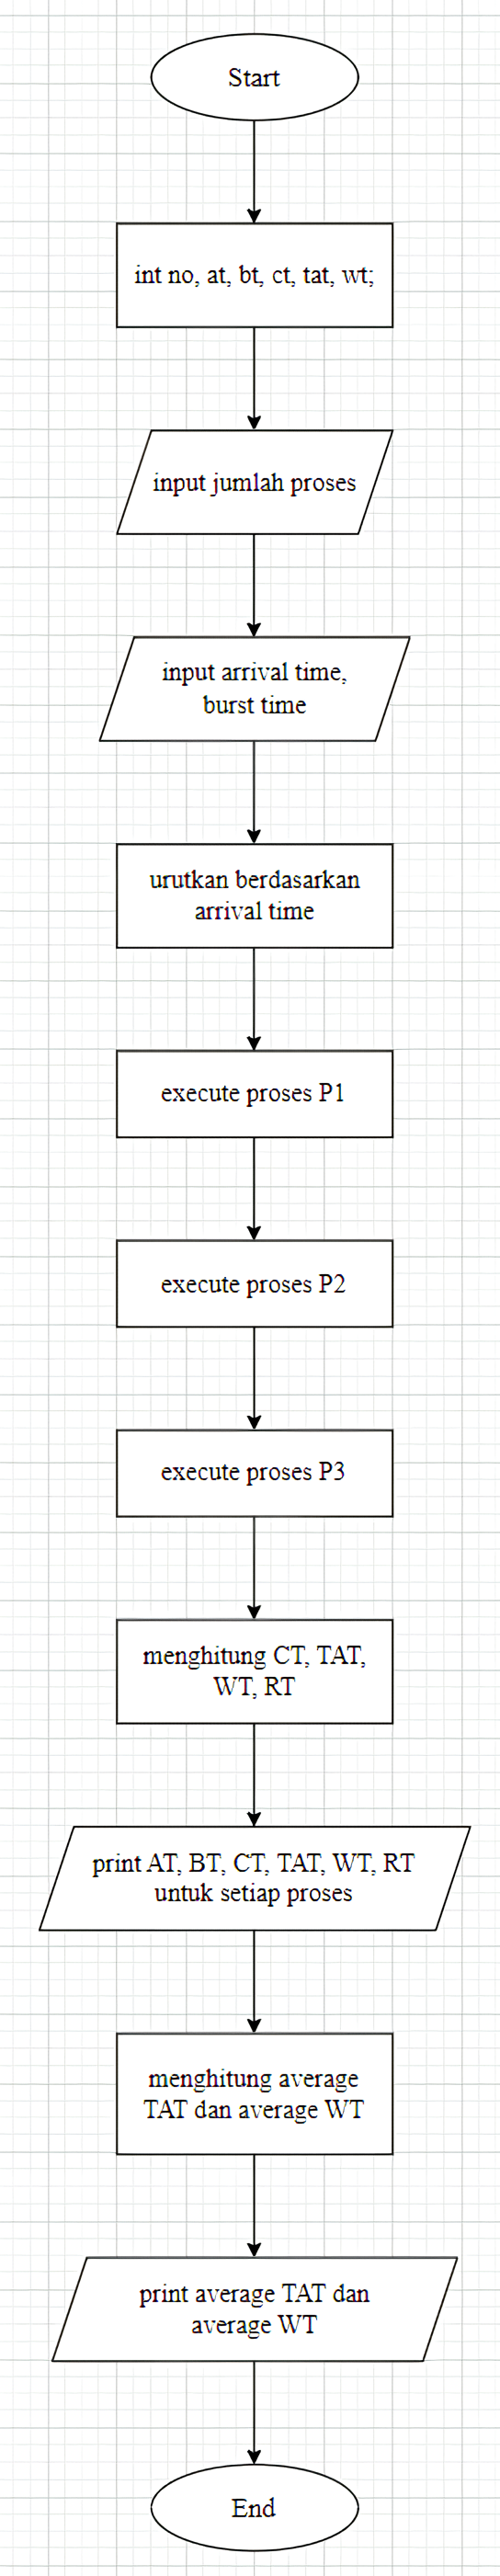 Start
int no, at, bt, ct, tat, wt;
input jumlah proses
input arrival time,
burst time
urutkan berdasarkan
arrival time
execute proses P1
execute proses P2
execute proses P3
menghitung CT, TAT,
WT, RT
print AT, BT, CT, TAT, WT, RT
untuk setiap proses
menghitung average
TAT dan average WT
print average TAT dan
average WT
End